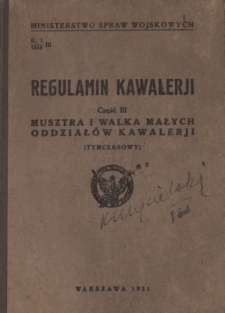 MINISTERSTWO SPRAW WOJSKOWYCH
REGULAMIN KAWALERJI
Część III
MUSZTRA I WALKA MAŁYCH
ODDZIAŁÓW KAWALERJI
(TYMCZASOWY)
WARSZAWA 1931